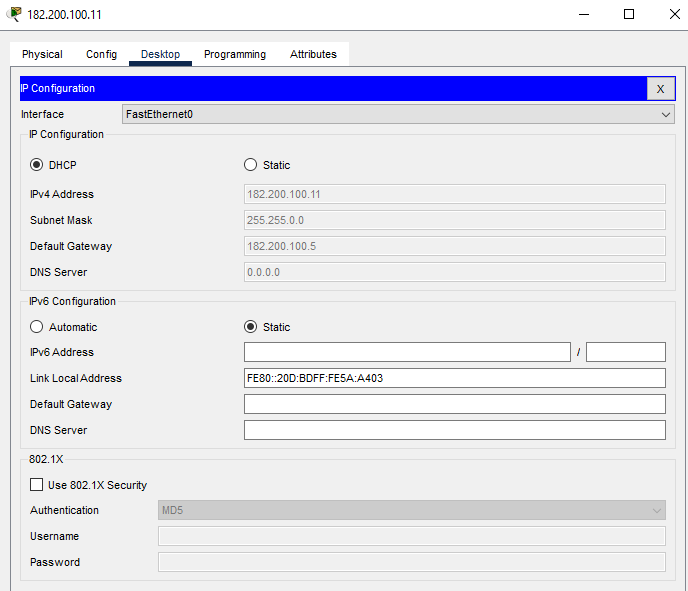 182.200.100.11
Physical Config Desktop Programming Attributes
IP Configuration X
Interface FastEthernet0
IP Configuration
DHCP Static
IPv4 Address 182.200.100.11
Subnet Mask 255.255.0.0
Default Gateway 182.200.100.5
DNS Server 0.0.0.0
IPv6 Configuration
Automatic Static
IPv6 Address /
Link Local Address FE80::20D:BDFF:FE5A:A403
Default Gateway
DNS Server
802.1X
Use 802.1X Security
Authentication MD5
Username
Password